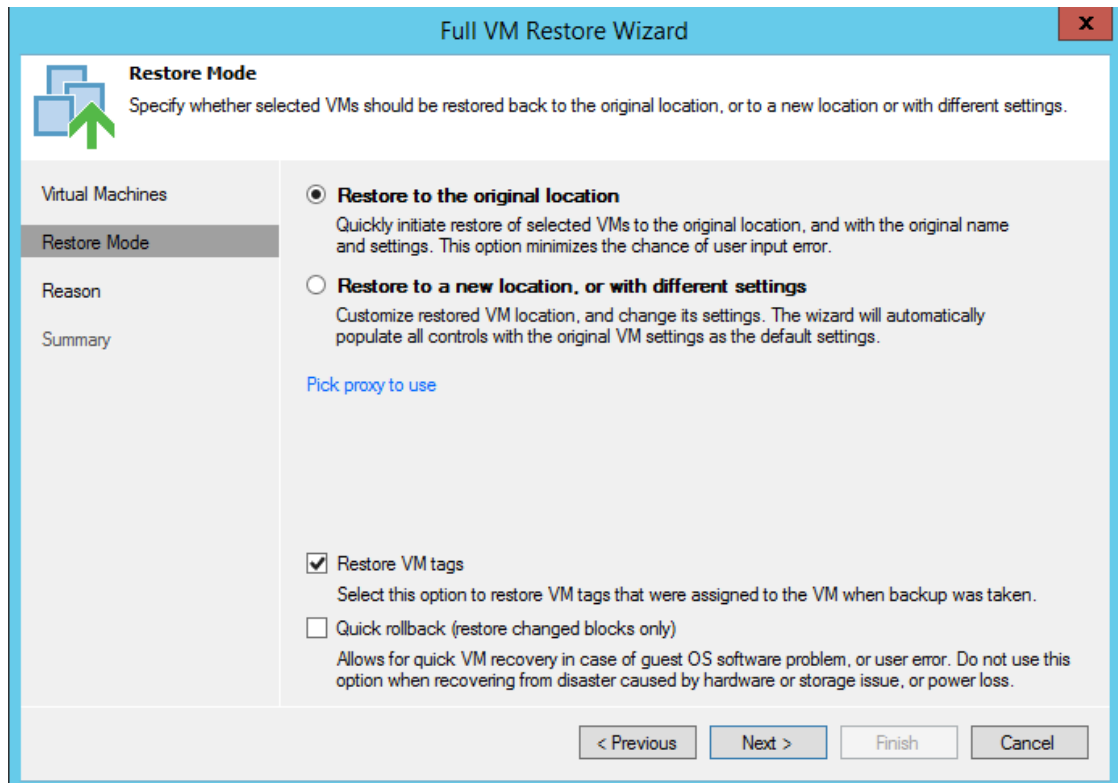 Full VM Restore Wizard
x
Restore Mode
Specify whether selected VMs should be restored back to the original location, or to a new location or with different settings.
Virtual Machines
Restore Mode
Reason
Summary
Restore to the original location
Quickly initiate restore of selected VMs to the original location, and with the original name
and settings. This option minimizes the chance of user input error.
Restore to a new location, or with different settings
Customize restored VM location, and change its settings. The wizard will automatically
populate all controls with the original VM settings as the default settings.
Pick proxy to use
Restore VM tags
Select this option to restore VM tags that were assigned to the VM when backup was taken.
Quick rollback (restore changed blocks only)
Allows for quick VM recovery in case of guest OS software problem, or user error. Do not use this
option when recovering from disaster caused by hardware or storage issue, or power loss.
< Previous
Next >
Finish
Cancel